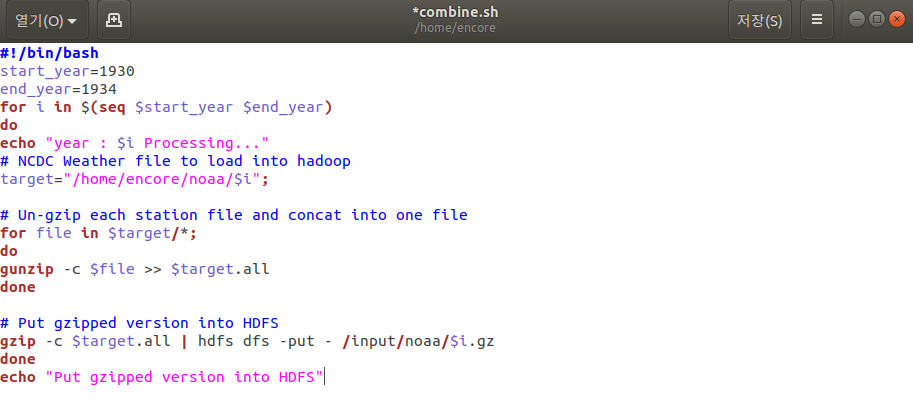 열기(O)
*combine.sh
/home/encore
저장(S)
#!/bin/bash
start_year=1930
end_year=1934
for i in $(seq $start_year $end_year)
do
echo "year : $i Processing..."
# NCDC Weather file to load into hadoop
target="/home/encore/noaa/$i";
# Un-gzip each station file and concat into one file
for file in $target/*;
do
gunzip -c $file >> $target.all
done
# Put gzipped version into HDFS
gzip -c $target.all | hdfs dfs -put - /input/noaa/$i.gz
done
echo "Put gzipped version into HDFS"